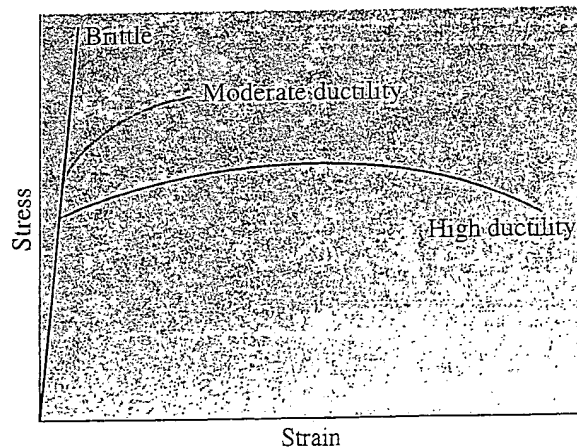 Brittle
Moderate ductility
High ductility
Stress
Strain